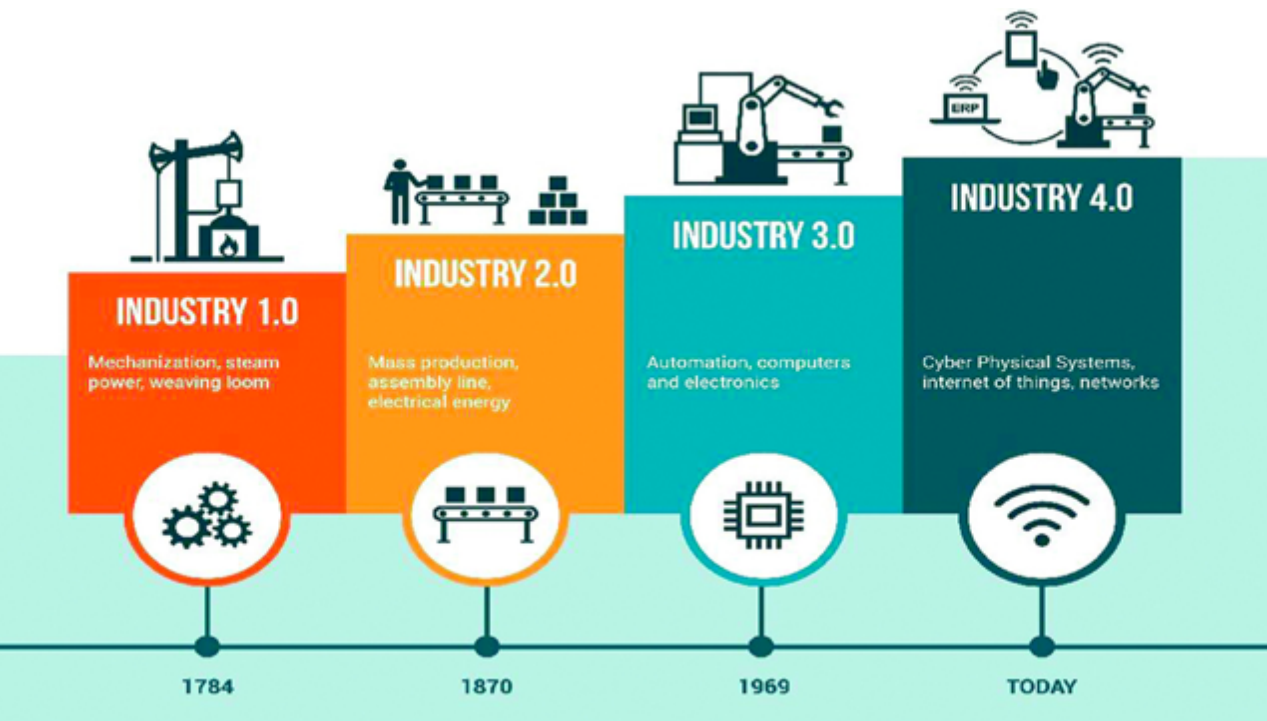 ERP
INDUSTRY 1.0
Mechanization, steam
power, weaving loom
INDUSTRY 2.0
Mass production,
assembly line,
electrical energy
INDUSTRY 3.0
Automation, computers
and electronics
INDUSTRY 4.0
Cyber Physical Systems,
internet of things, networks
1784
1870
1969
TODAY